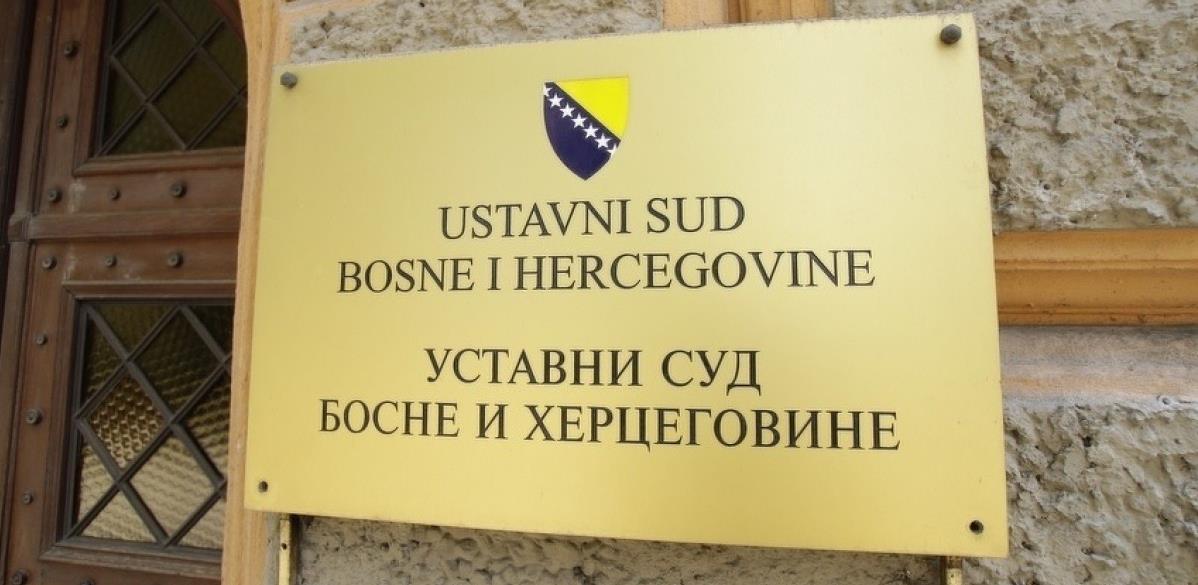 USTAVNI SUD
BOSNE I HERCEGOVINE
УСТАВНИ СУД
БОСНЕ И ХЕРЦЕГОВИНЕ